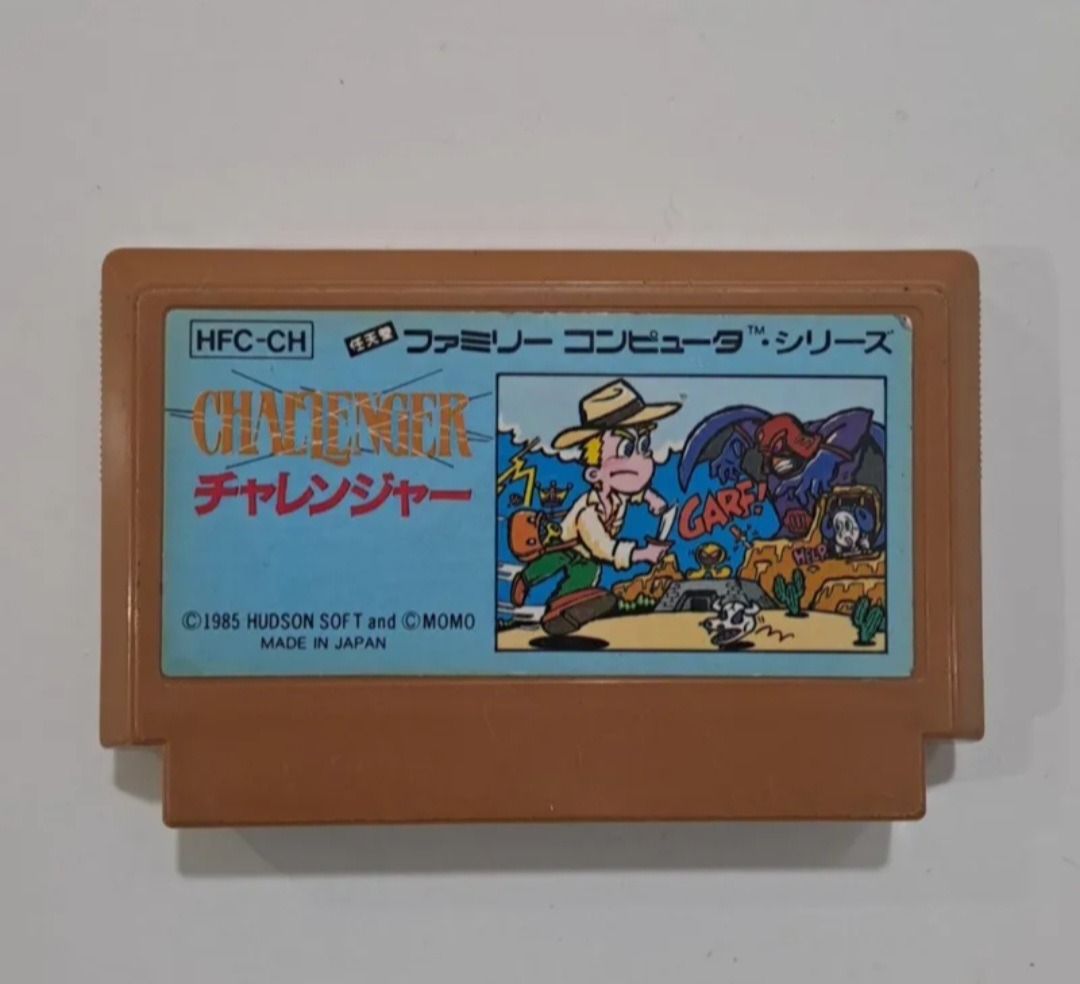 HFC-CH
任天堂 ファミリー コンピュータ™・シリーズ
CHALLENGER
チャレンジャー
GARF!
HELP
©1985 HUDSON SOFT and ©MOMO
MADE IN JAPAN